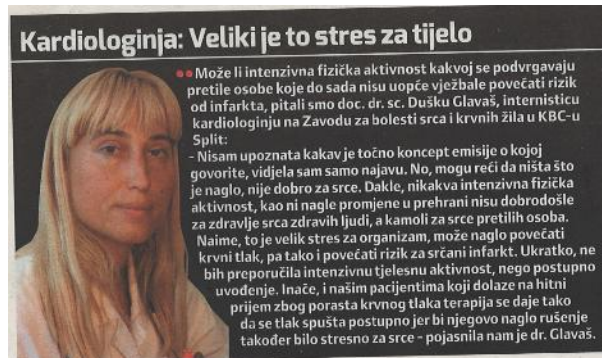 Kardiologinja: Veliki je to stres za tijelo
Može li intenzivna fizička aktivnost kakvoj se podvrgavaju
pretile osobe koje do sada nisu uopće vježbale povećati rizik
od infarkta, pitali smo doc. dr. sc. Dušku Glavaš, internisticu
kardiologinju na Zavodu za bolesti srca i krvnih žila u KBC-u
Split:
- Nisam upoznata kakav je točno koncept emisije o kojoj
govorite, vidjela sam samo najavu. No, mogu reći da ništa što
je naglo, nije dobro za srce. Dakle, nikakva intenzivna fizička
aktivnost, kao ni nagle promjene u prehrani nisu dobrodošle
za zdravlje srca zdravih ljudi, a kamoli za srce pretilih osoba.
Naime, to je velik stres za organizam, može naglo povećati
krvni tlak, pa tako i povećati rizik za srčani infarkt. Ukratko, ne
bih preporučila intenzivnu tjelesnu aktivnost, nego postupno
uvođenje. Inače, i našim pacijentima koji dolaze na hitni
prijem zbog porasta krvnog tlaka terapija se daje tako
da se tlak spušta postupno jer bi njegovo naglo rušenje
također bilo stresno za srce - pojasnila nam je dr. Glavaš.